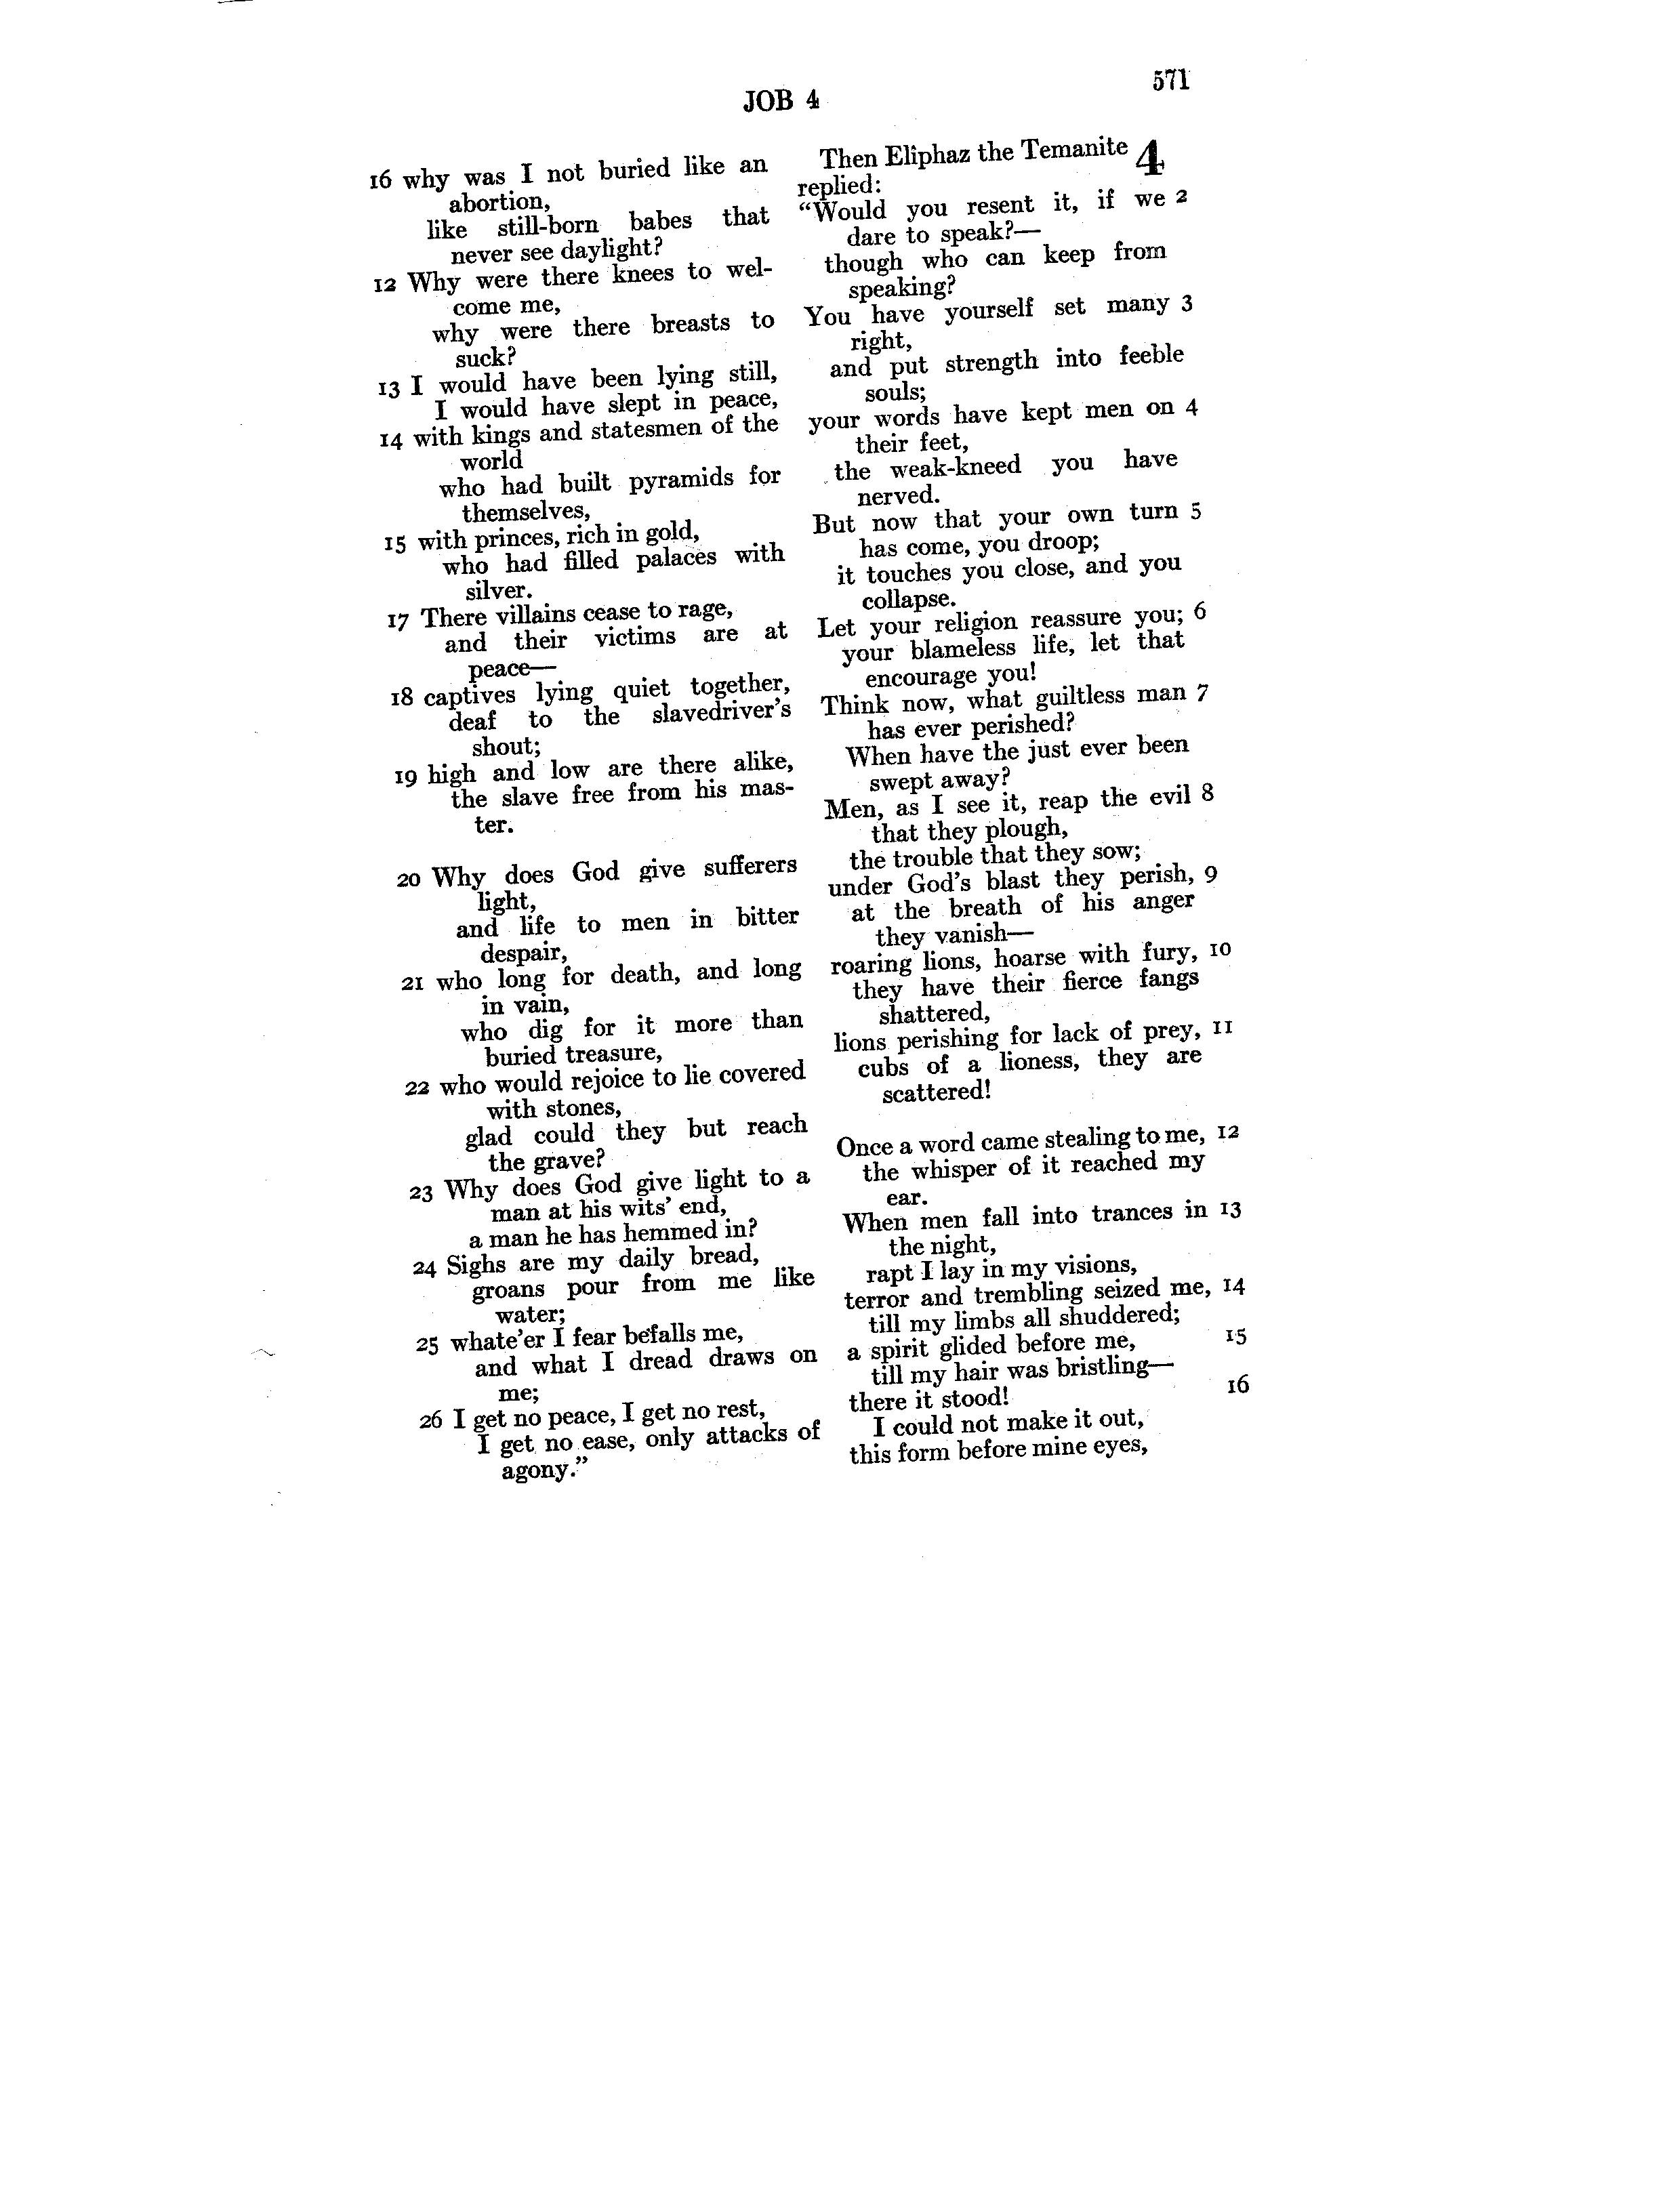 JOB 4
571
16 why was I not buried like an
abortion,
like still-born babes that
never see daylight?
12 Why were there knees to wel-
come me,
why were there breasts to
suck?
13 I would have been lying still,
I would have slept in peace,
14 with kings and statesmen of the
world
who had built pyramids for
themselves,
15 with princes, rich in gold,
who had filled palaces with
silver.
17 There villains cease to rage,
and their victims are at
peace—
18 captives lying quiet together,
deaf to the slavedriver's
shout;
19 high and low are there alike,
the slave free from his mas-
ter.
20 Why does God give sufferers
light,
and life to men in bitter
despair,
21 who long for death, and long
in vain,
who dig for it more than
buried treasure,
22 who would rejoice to lie covered
with stones,
glad could they but reach
the grave?
23 Why does God give light to a
man at his wits' end,
a man he has hemmed in?
24 Sighs are my daily bread,
groans pour from me like
water;
25 whate'er I fear befalls me,
and what I dread draws on
me;
26 I get no peace, I get no rest,
I get no ease, only attacks of
agony."
Then Eliphaz the Temanite 4
replied:
"Would you resent it, if we 2
dare to speak?—
though who can keep from
speaking?
You have yourself set many 3
right,
and put strength into feeble
souls;
your words have kept men on 4
their feet,
the weak-kneed you have
nerved.
But now that your own turn 5
has come, you droop;
it touches you close, and you
collapse.
Let your religion reassure you; 6
your blameless life, let that
encourage you!
Think now, what guiltless man 7
has ever perished?
When have the just ever been
swept away?
Men, as I see it, reap the evil 8
that they plough,
the trouble that they sow;
under God's blast they perish, 9
at the breath of his anger
they vanish—
roaring lions, hoarse with fury, 10
they have their fierce fangs
shattered,
lions perishing for lack of prey, 11
cubs of a lioness, they are
scattered!
Once a word came stealing to me, 12
the whisper of it reached my
ear.
When men fall into trances in 13
the night,
rapt I lay in my visions,
terror and trembling seized me, 14
till my limbs all shuddered;
a spirit glided before me, 15
till my hair was bristling—
there it stood! 16
I could not make it out,
this form before mine eyes,